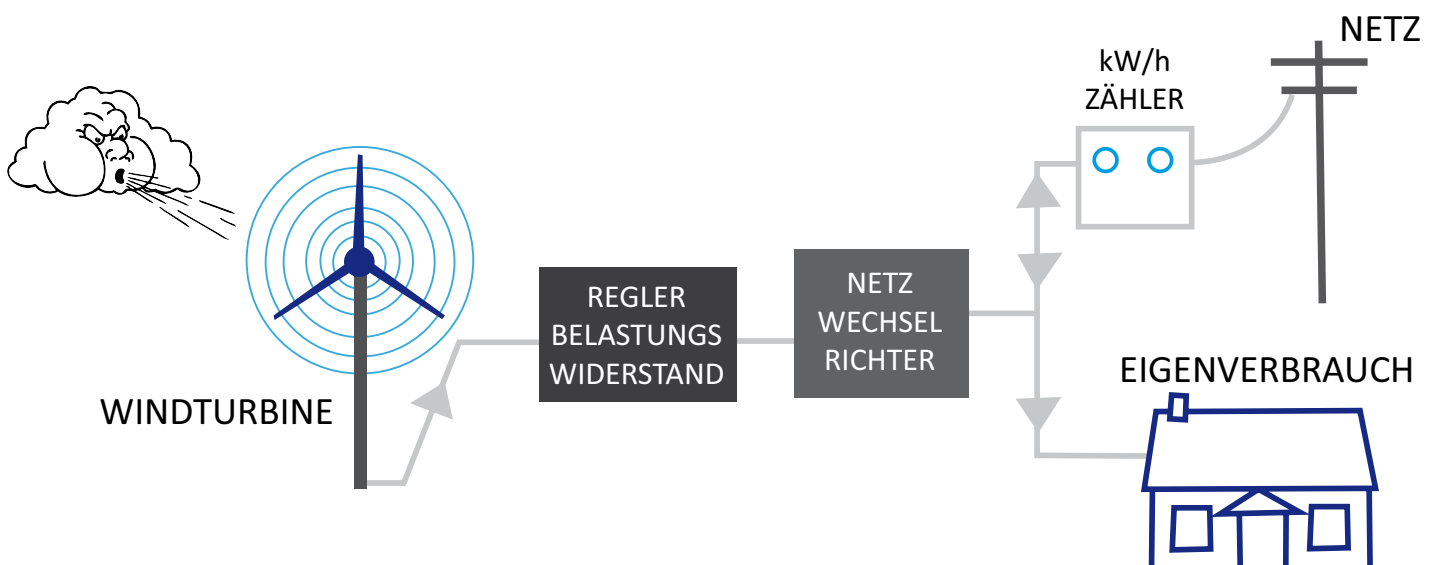 WINDTURBINE
REGLER
BELASTUNGS
WIDERSTAND
NETZ
WECHSEL
RICHTER
kW/h
ZÄHLER
NETZ
EIGENVERBRAUCH